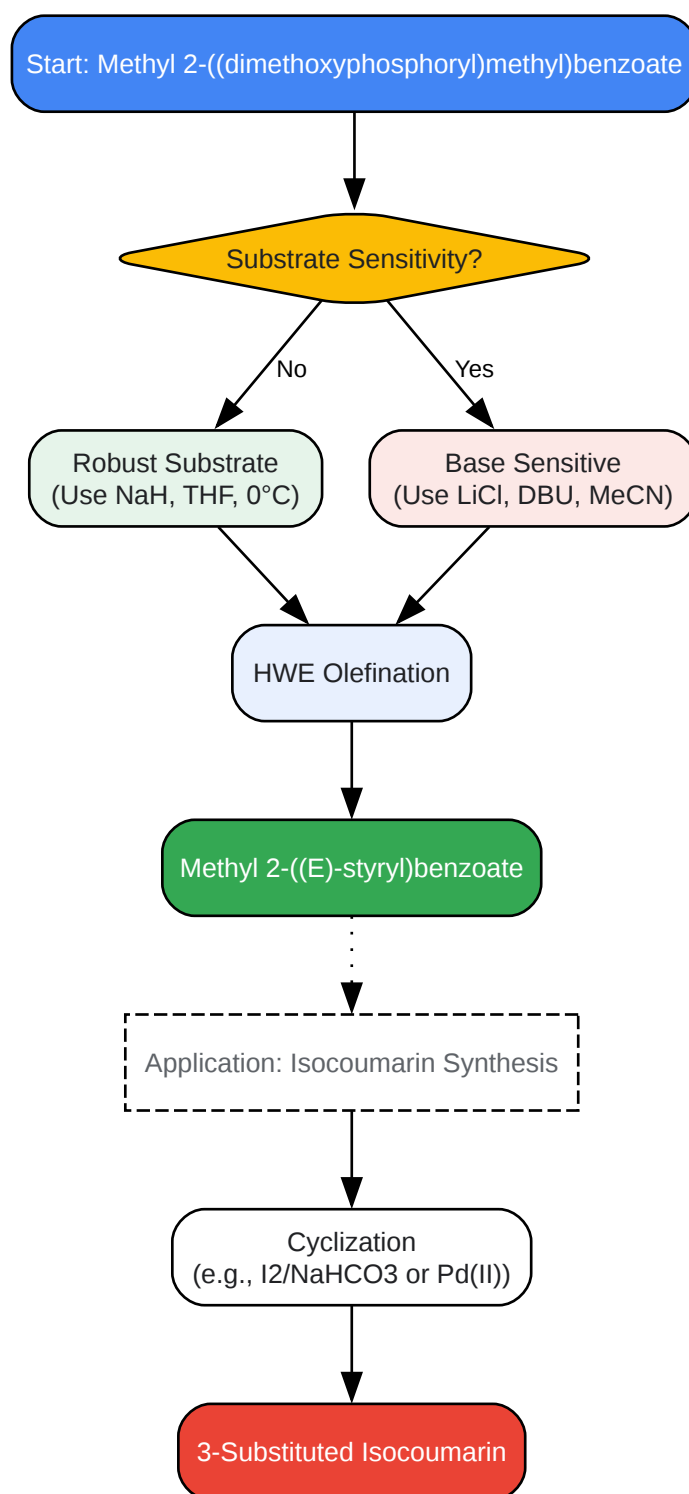 Start: Methyl 2-((dimethoxyphosphoryl)methyl)benzoate
Substrate Sensitivity?
No
Yes
Robust Substrate
(Use NaH, THF, 0°C)
Base Sensitive
(Use LiCl, DBU, MeCN)
HWE Olefination
Methyl 2-((E)-styryl)benzoate
Application: Isocoumarin Synthesis
Cyclization
(e.g., I2/NaHCO3 or Pd(II))
3-Substituted Isocoumarin